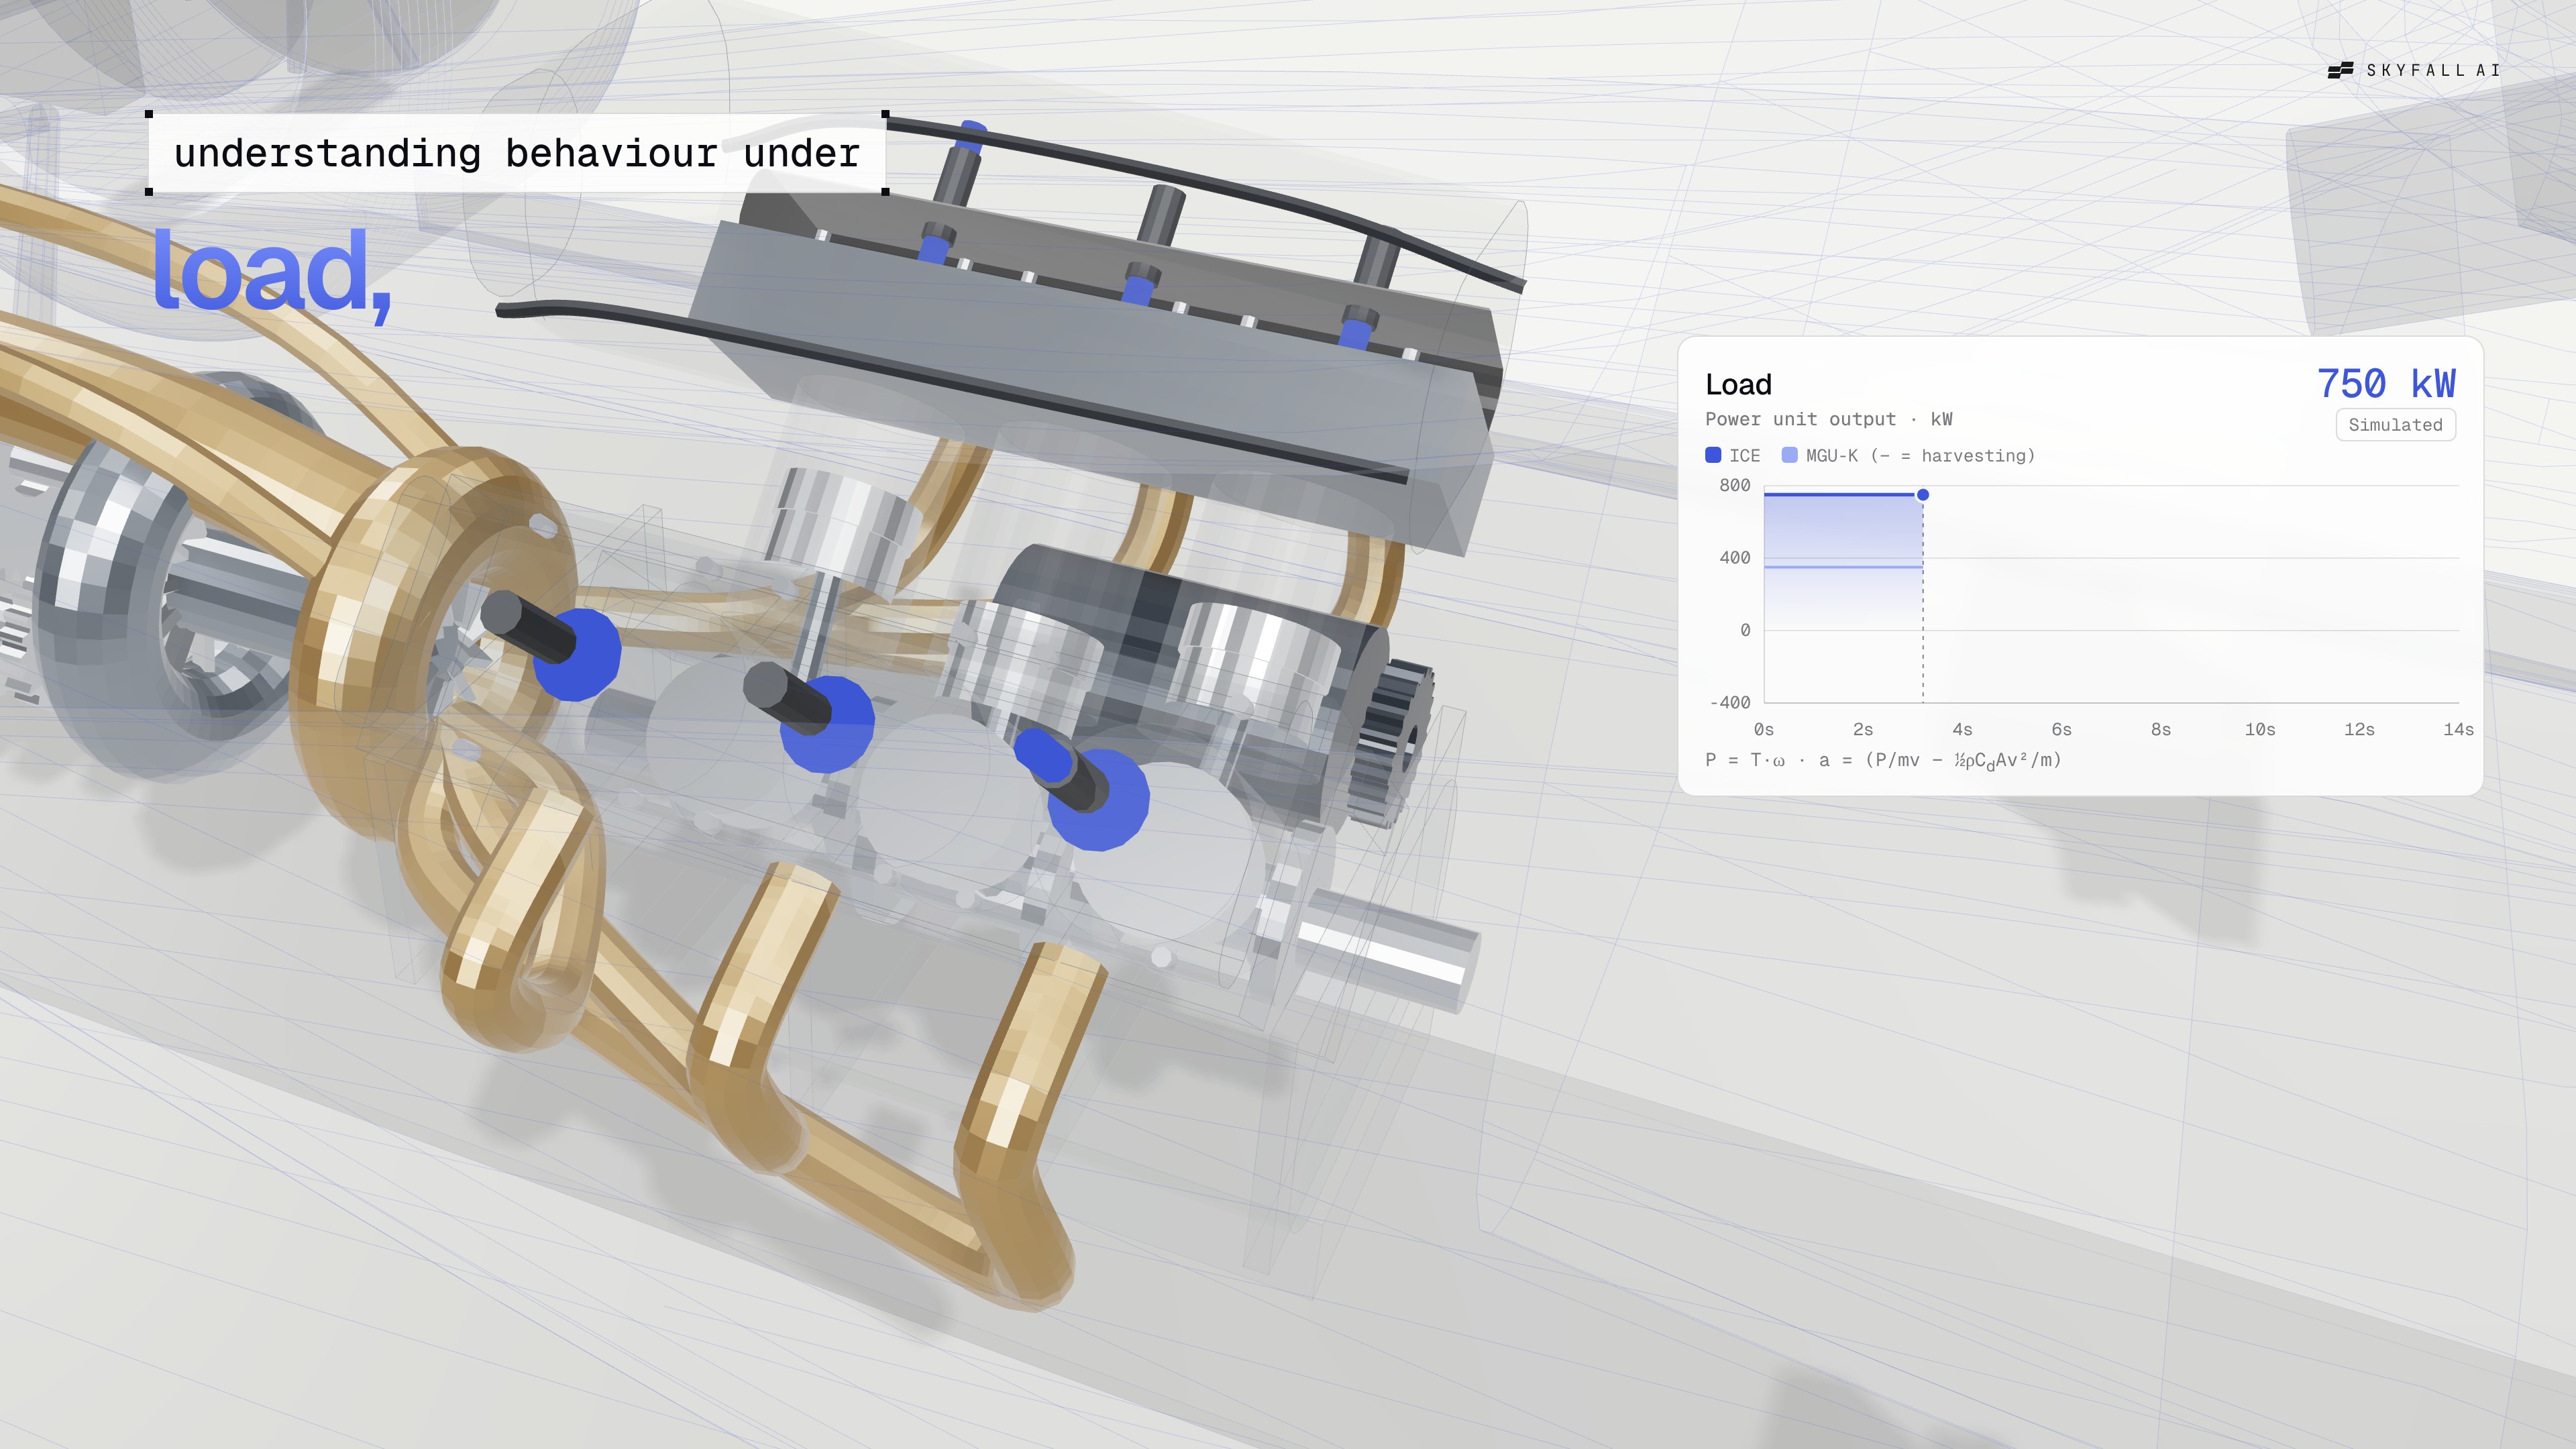 SKYFALL AI
understanding behaviour under
load,
Load
750 kW
Power unit output · kW
Simulated
ICE MGU-K (− = harvesting)
800
400
0
-400
0s 2s 4s 6s 8s 10s 12s 14s
P = T·ω · a = (P/mv − ½ρCdAv²/m)